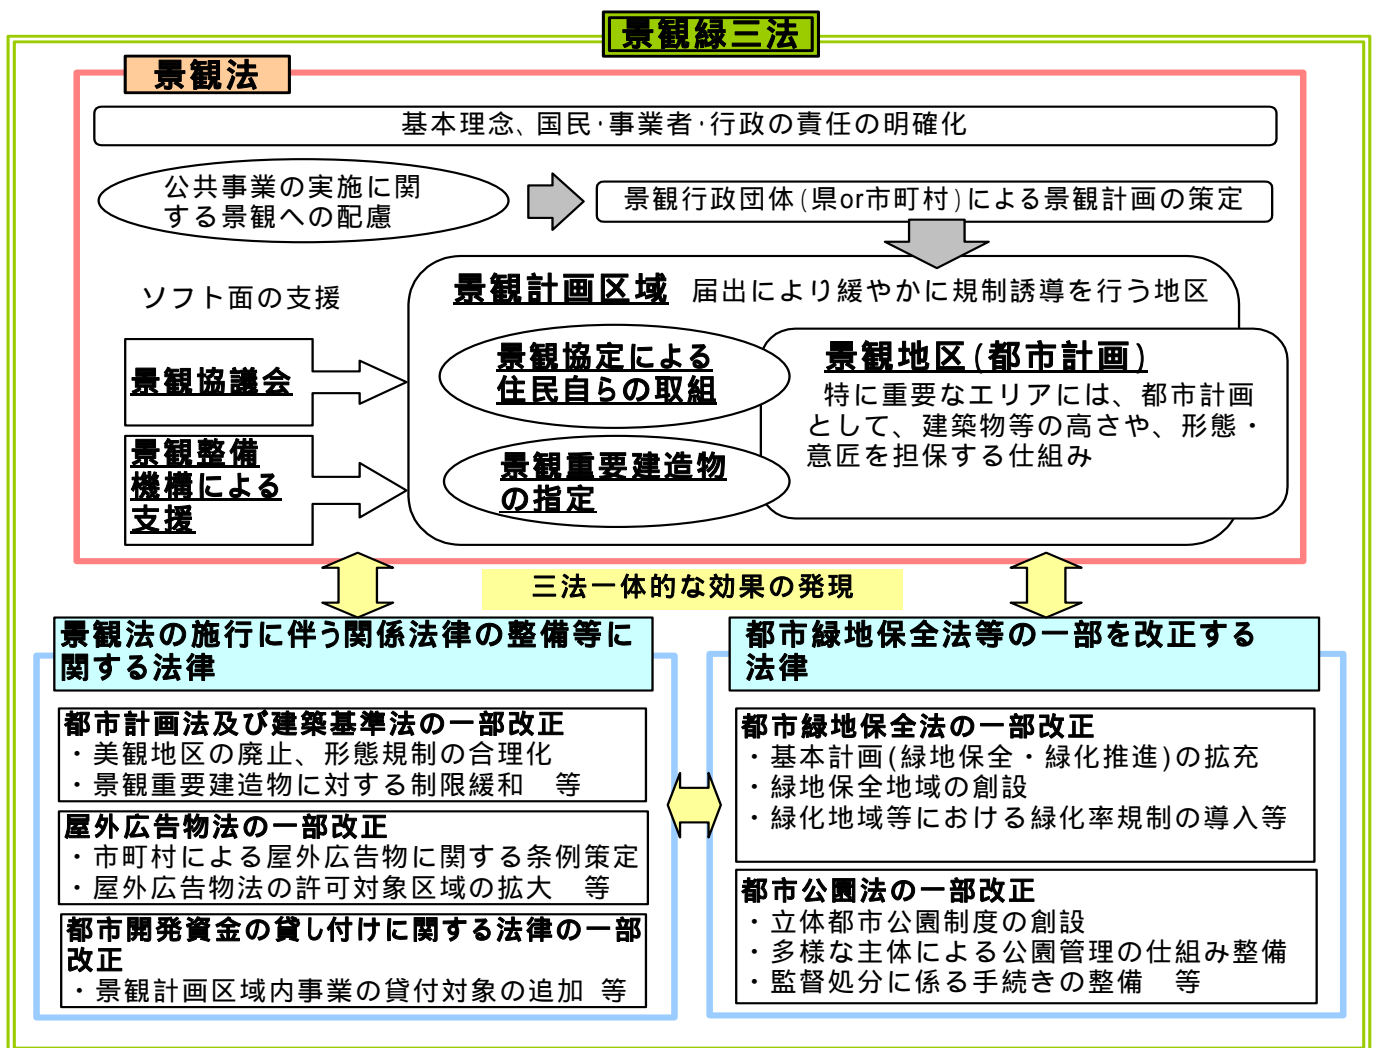 景観緑三法
景観法
基本理念、国民・事業者・行政の責任の明確化
公共事業の実施に関
する景観への配慮
景観行政団体(県or市町村)による景観計画の策定
ソフト面の支援
景観計画区域 届出により緩やかに規制誘導を行う地区
景観協議会
景観整備
機構による
支援
景観協定による
住民自らの取組
景観重要建造物
の指定
景観地区(都市計画)
特に重要なエリアには、都市計画
として、建築物等の高さや、形態・
意匠を担保する仕組み
三法一体的な効果の発現
景観法の施行に伴う関係法律の整備等に
関する法律
都市計画法及び建築基準法の一部改正
・美観地区の廃止、形態規制の合理化
・景観重要建造物に対する制限緩和 等
屋外広告物法の一部改正
・市町村による屋外広告物に関する条例策定
・屋外広告物法の許可対象区域の拡大 等
都市開発資金の貸し付けに関する法律の一部
改正
・景観計画区域内事業の貸付対象の追加 等
都市緑地保全法等の一部を改正する
法律
都市緑地保全法の一部改正
・基本計画(緑地保全・緑化推進)の拡充
・緑地保全地域の創設
・緑化地域等における緑化率規制の導入等
都市公園法の一部改正
・立体都市公園制度の創設
・多様な主体による公園管理の仕組み整備
・監督処分に係る手続きの整備 等